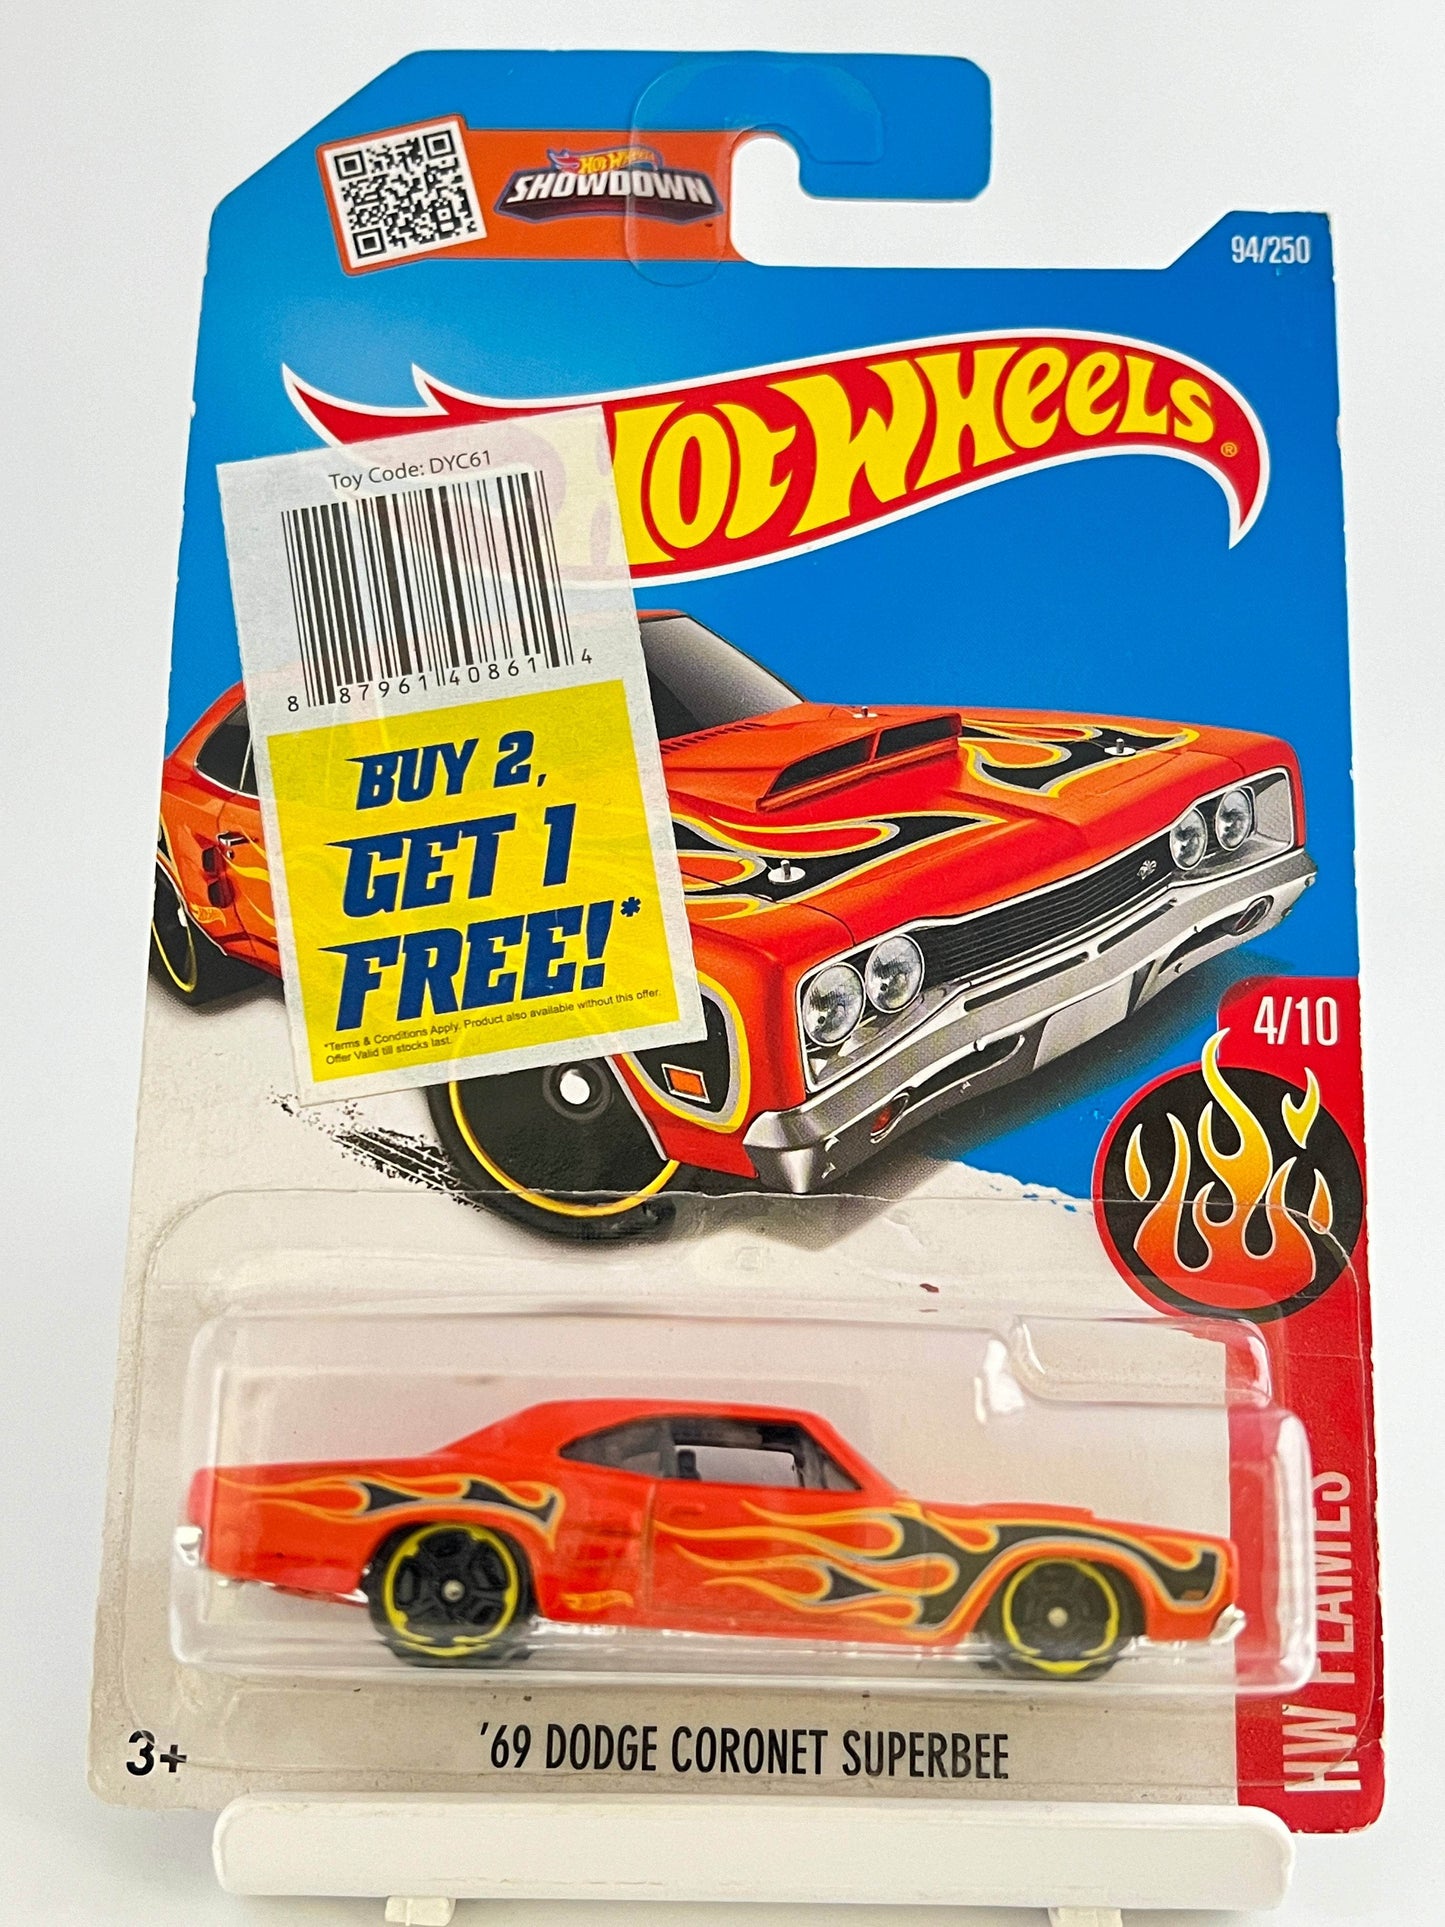 HOT WHEELS
SHOWDOWN
94/250
HOT WHEELS®
Toy Code: DYC61
8 87961 40861 4
BUY 2,
GET 1
FREE!*
*Terms & Conditions Apply. Product also available without this offer.
Offer Valid till stocks last.
4/10
HW FLAMES
3+
'69 DODGE CORONET SUPERBEE